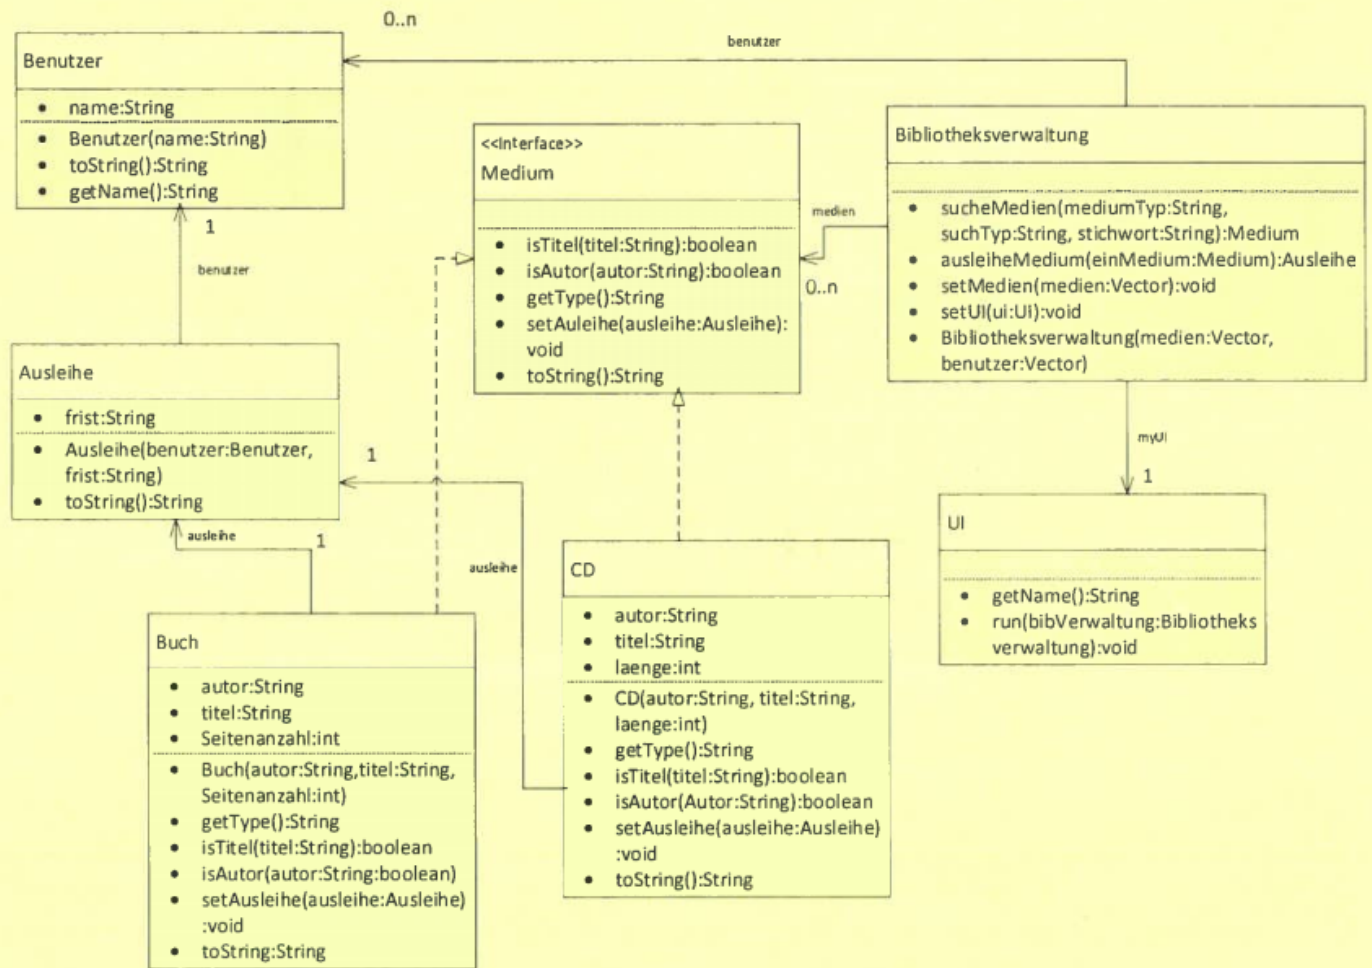 0..n
benutzer
Benutzer
• name:String
• Benutzer(name:String)
• toString():String
• getName():String
1
benutzer
<<Interface>>
Medium
• isTitel(titel:String):boolean
• isAutor(autor:String):boolean
• getType():String
• setAuleihe(ausleihe:Ausleihe):
void
• toString():String
medien
0..n
Bibliotheksverwaltung
• sucheMedien(mediumTyp:String,
suchTyp:String, stichwort:String):Medium
• ausleiheMedium(einMedium:Medium):Ausleihe
• setMedien(medien:Vector):void
• setUI(ui:UI):void
• Bibliotheksverwaltung(medien:Vector,
benutzer:Vector)
myUI
1
Ausleihe
• frist:String
• Ausleihe(benutzer:Benutzer,
frist:String)
• toString():String
1
ausleihe
1
ausleihe
UI
• getName():String
• run(bibVerwaltung:Bibliotheks
verwaltung):void
CD
• autor:String
• titel:String
• laenge:int
• CD(autor:String, titel:String,
laenge:int)
• getType():String
• isTitel(titel:String):boolean
• isAutor(Autor:String):boolean
• setAusleihe(ausleihe:Ausleihe)
:void
• toString():String
Buch
• autor:String
• titel:String
• Seitenanzahl:int
• Buch(autor:String,titel:String,
Seitenanzahl:int)
• getType():String
• isTitel(titel:String):boolean
• isAutor(autor:String:boolean)
• setAusleihe(ausleihe:Ausleihe)
:void
• toString:String